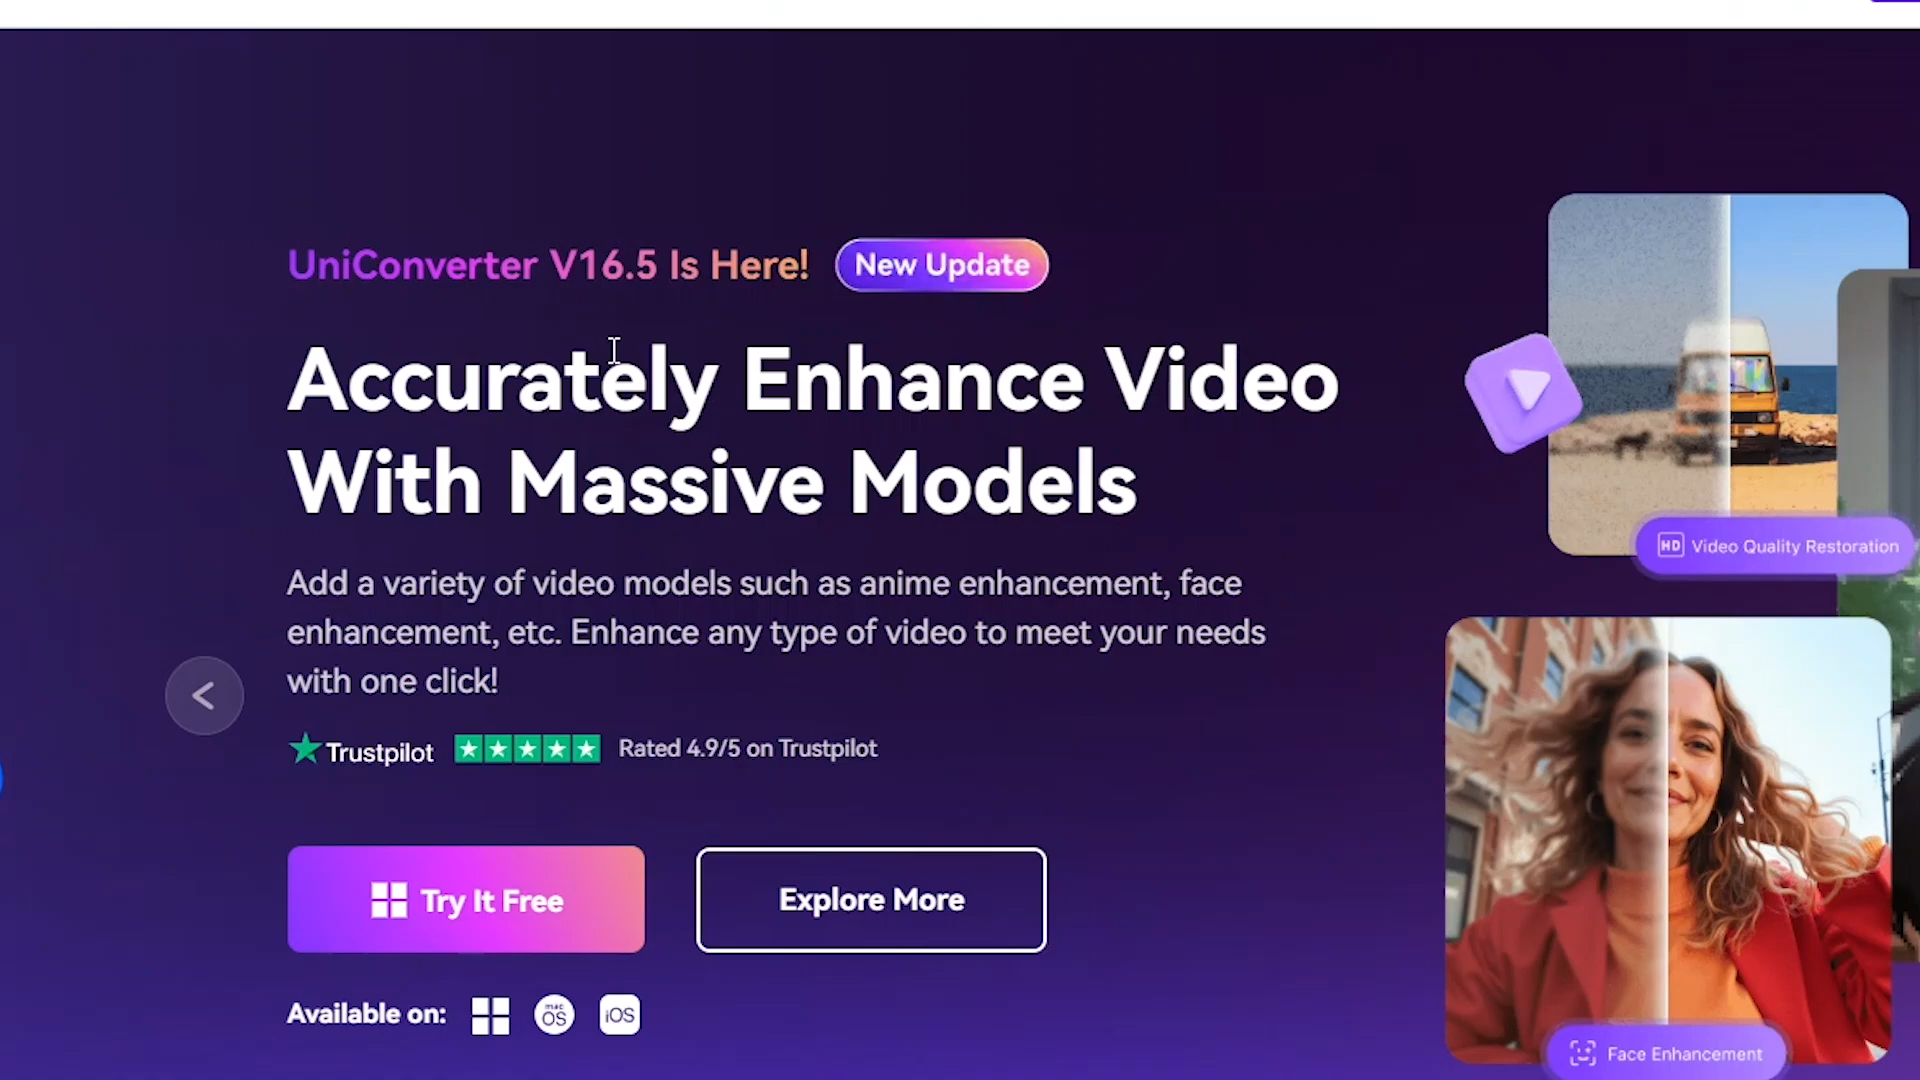 UniConverter V16.5 Is Here!
New Update
Accurately Enhance Video
With Massive Models
Add a variety of video models such as anime enhancement, face
enhancement, etc. Enhance any type of video to meet your needs
with one click!
Trustpilot
Rated 4.9/5 on Trustpilot
Try It Free
Explore More
Available on:
mac
OS
iOS
HD Video Quality Restoration
Face Enhancement